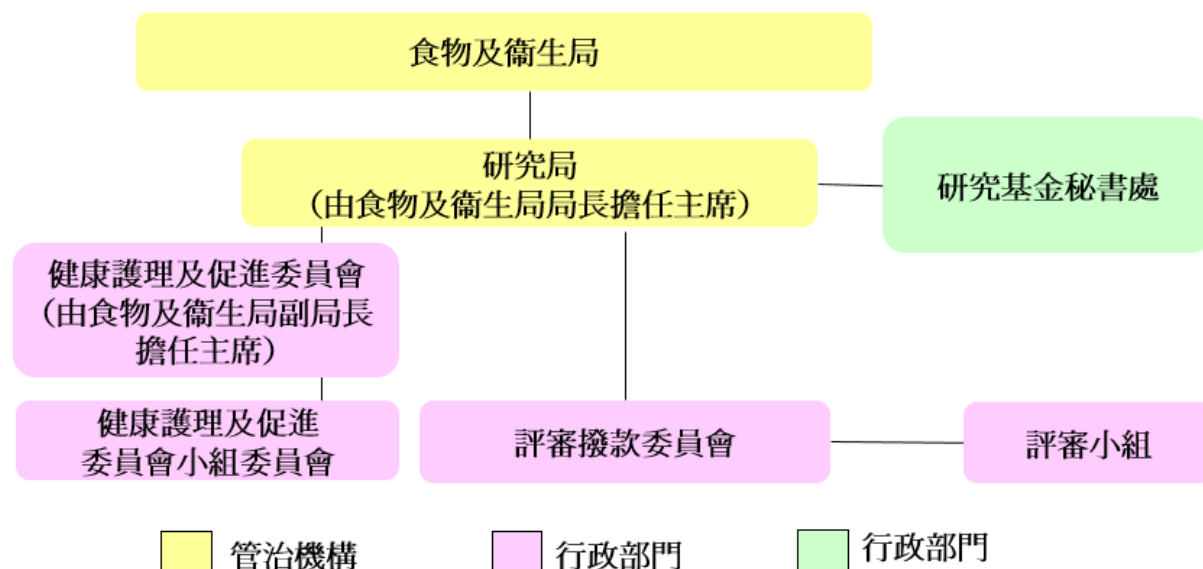 食物及衞生局
研究局
（由食物及衞生局局長擔任主席）
研究基金秘書處
健康護理及促進委員會
（由食物及衞生局副局長
擔任主席）
健康護理及促進
委員會小組委員會
評審撥款委員會
評審小組
管治機構
行政部門
行政部門